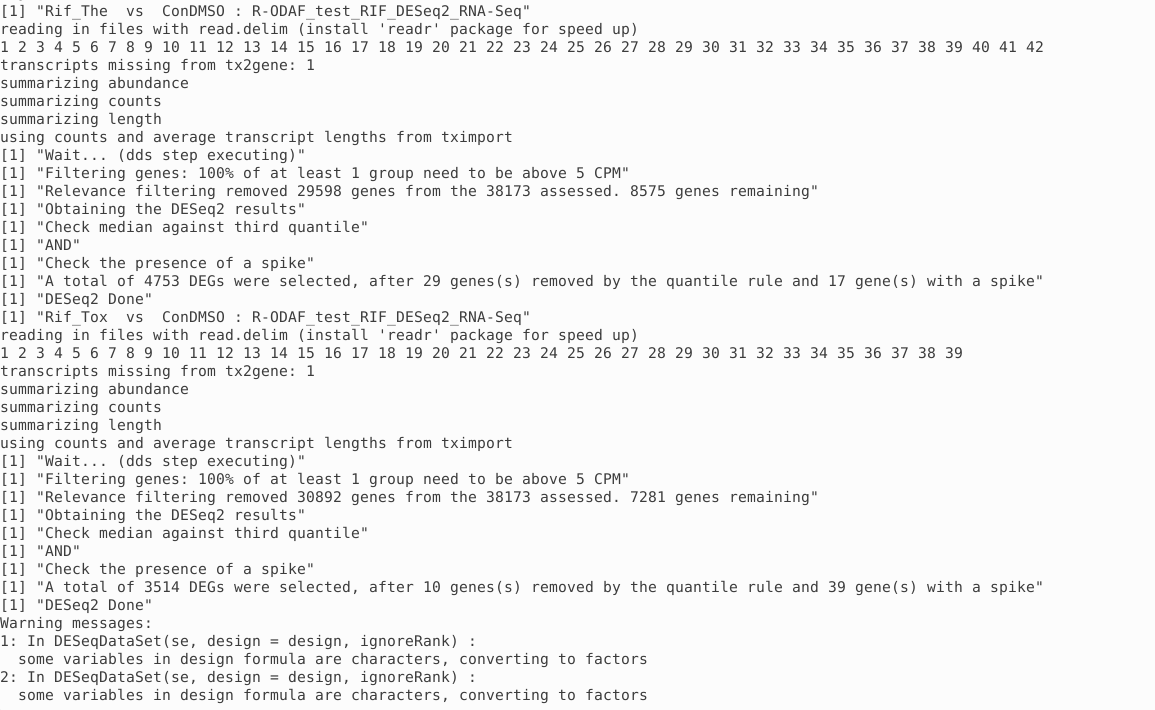 [1] "Rif_The  vs  ConDMSO : R-ODAF_test_RIF_DESeq2_RNA-Seq"
reading in files with read.delim (install 'readr' package for speed up)
1 2 3 4 5 6 7 8 9 10 11 12 13 14 15 16 17 18 19 20 21 22 23 24 25 26 27 28 29 30 31 32 33 34 35 36 37 38 39 40 41 42
transcripts missing from tx2gene: 1
summarizing abundance
summarizing counts
summarizing length
using counts and average transcript lengths from tximport
[1] "Wait... (dds step executing)"
[1] "Filtering genes: 100% of at least 1 group need to be above 5 CPM"
[1] "Relevance filtering removed 29598 genes from the 38173 assessed. 8575 genes remaining"
[1] "Obtaining the DESeq2 results"
[1] "Check median against third quantile"
[1] "AND"
[1] "Check the presence of a spike"
[1] "A total of 4753 DEGs were selected, after 29 genes(s) removed by the quantile rule and 17 gene(s) with a spike"
[1] "DESeq2 Done"
[1] "Rif_Tox  vs  ConDMSO : R-ODAF_test_RIF_DESeq2_RNA-Seq"
reading in files with read.delim (install 'readr' package for speed up)
1 2 3 4 5 6 7 8 9 10 11 12 13 14 15 16 17 18 19 20 21 22 23 24 25 26 27 28 29 30 31 32 33 34 35 36 37 38 39
transcripts missing from tx2gene: 1
summarizing abundance
summarizing counts
summarizing length
using counts and average transcript lengths from tximport
[1] "Wait... (dds step executing)"
[1] "Filtering genes: 100% of at least 1 group need to be above 5 CPM"
[1] "Relevance filtering removed 30892 genes from the 38173 assessed. 7281 genes remaining"
[1] "Obtaining the DESeq2 results"
[1] "Check median against third quantile"
[1] "AND"
[1] "Check the presence of a spike"
[1] "A total of 3514 DEGs were selected, after 10 genes(s) removed by the quantile rule and 39 gene(s) with a spike"
[1] "DESeq2 Done"
Warning messages:
1: In DESeqDataSet(se, design = design, ignoreRank) :
  some variables in design formula are characters, converting to factors
2: In DESeqDataSet(se, design = design, ignoreRank) :
  some variables in design formula are characters, converting to factors